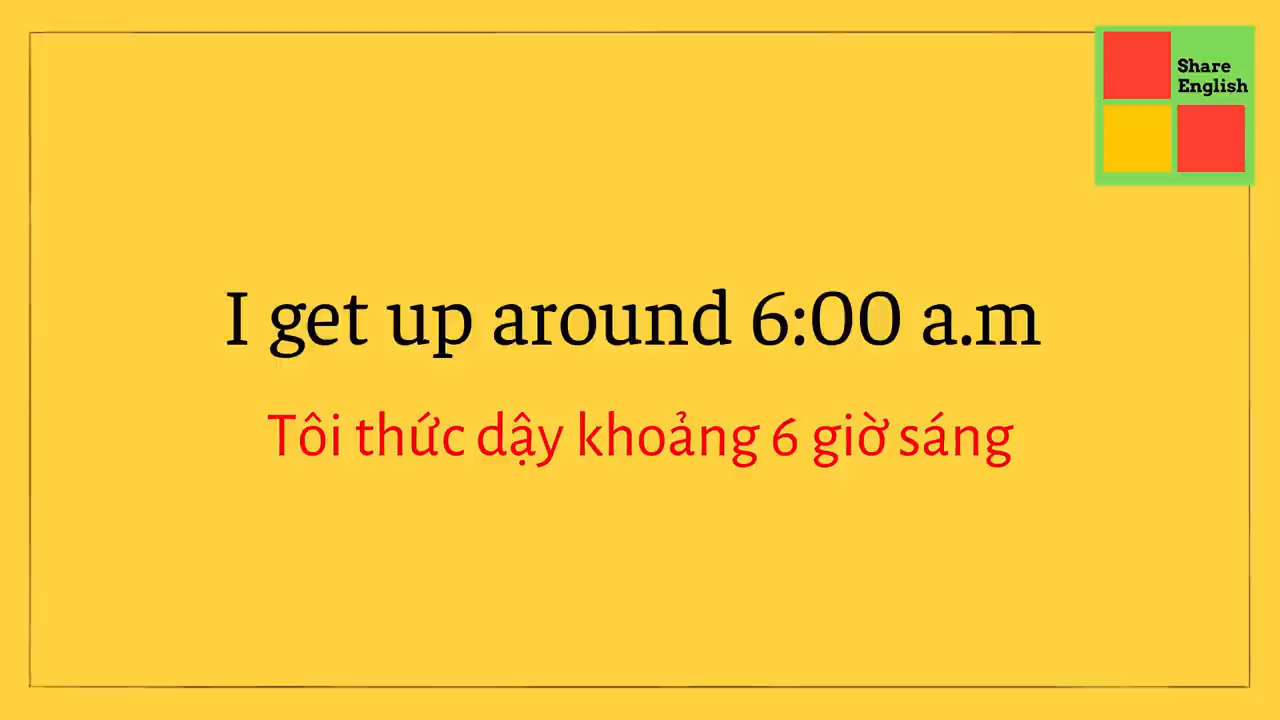 Share
English
I get up around 6:00 a.m
Tôi thức dậy khoảng 6 giờ sáng